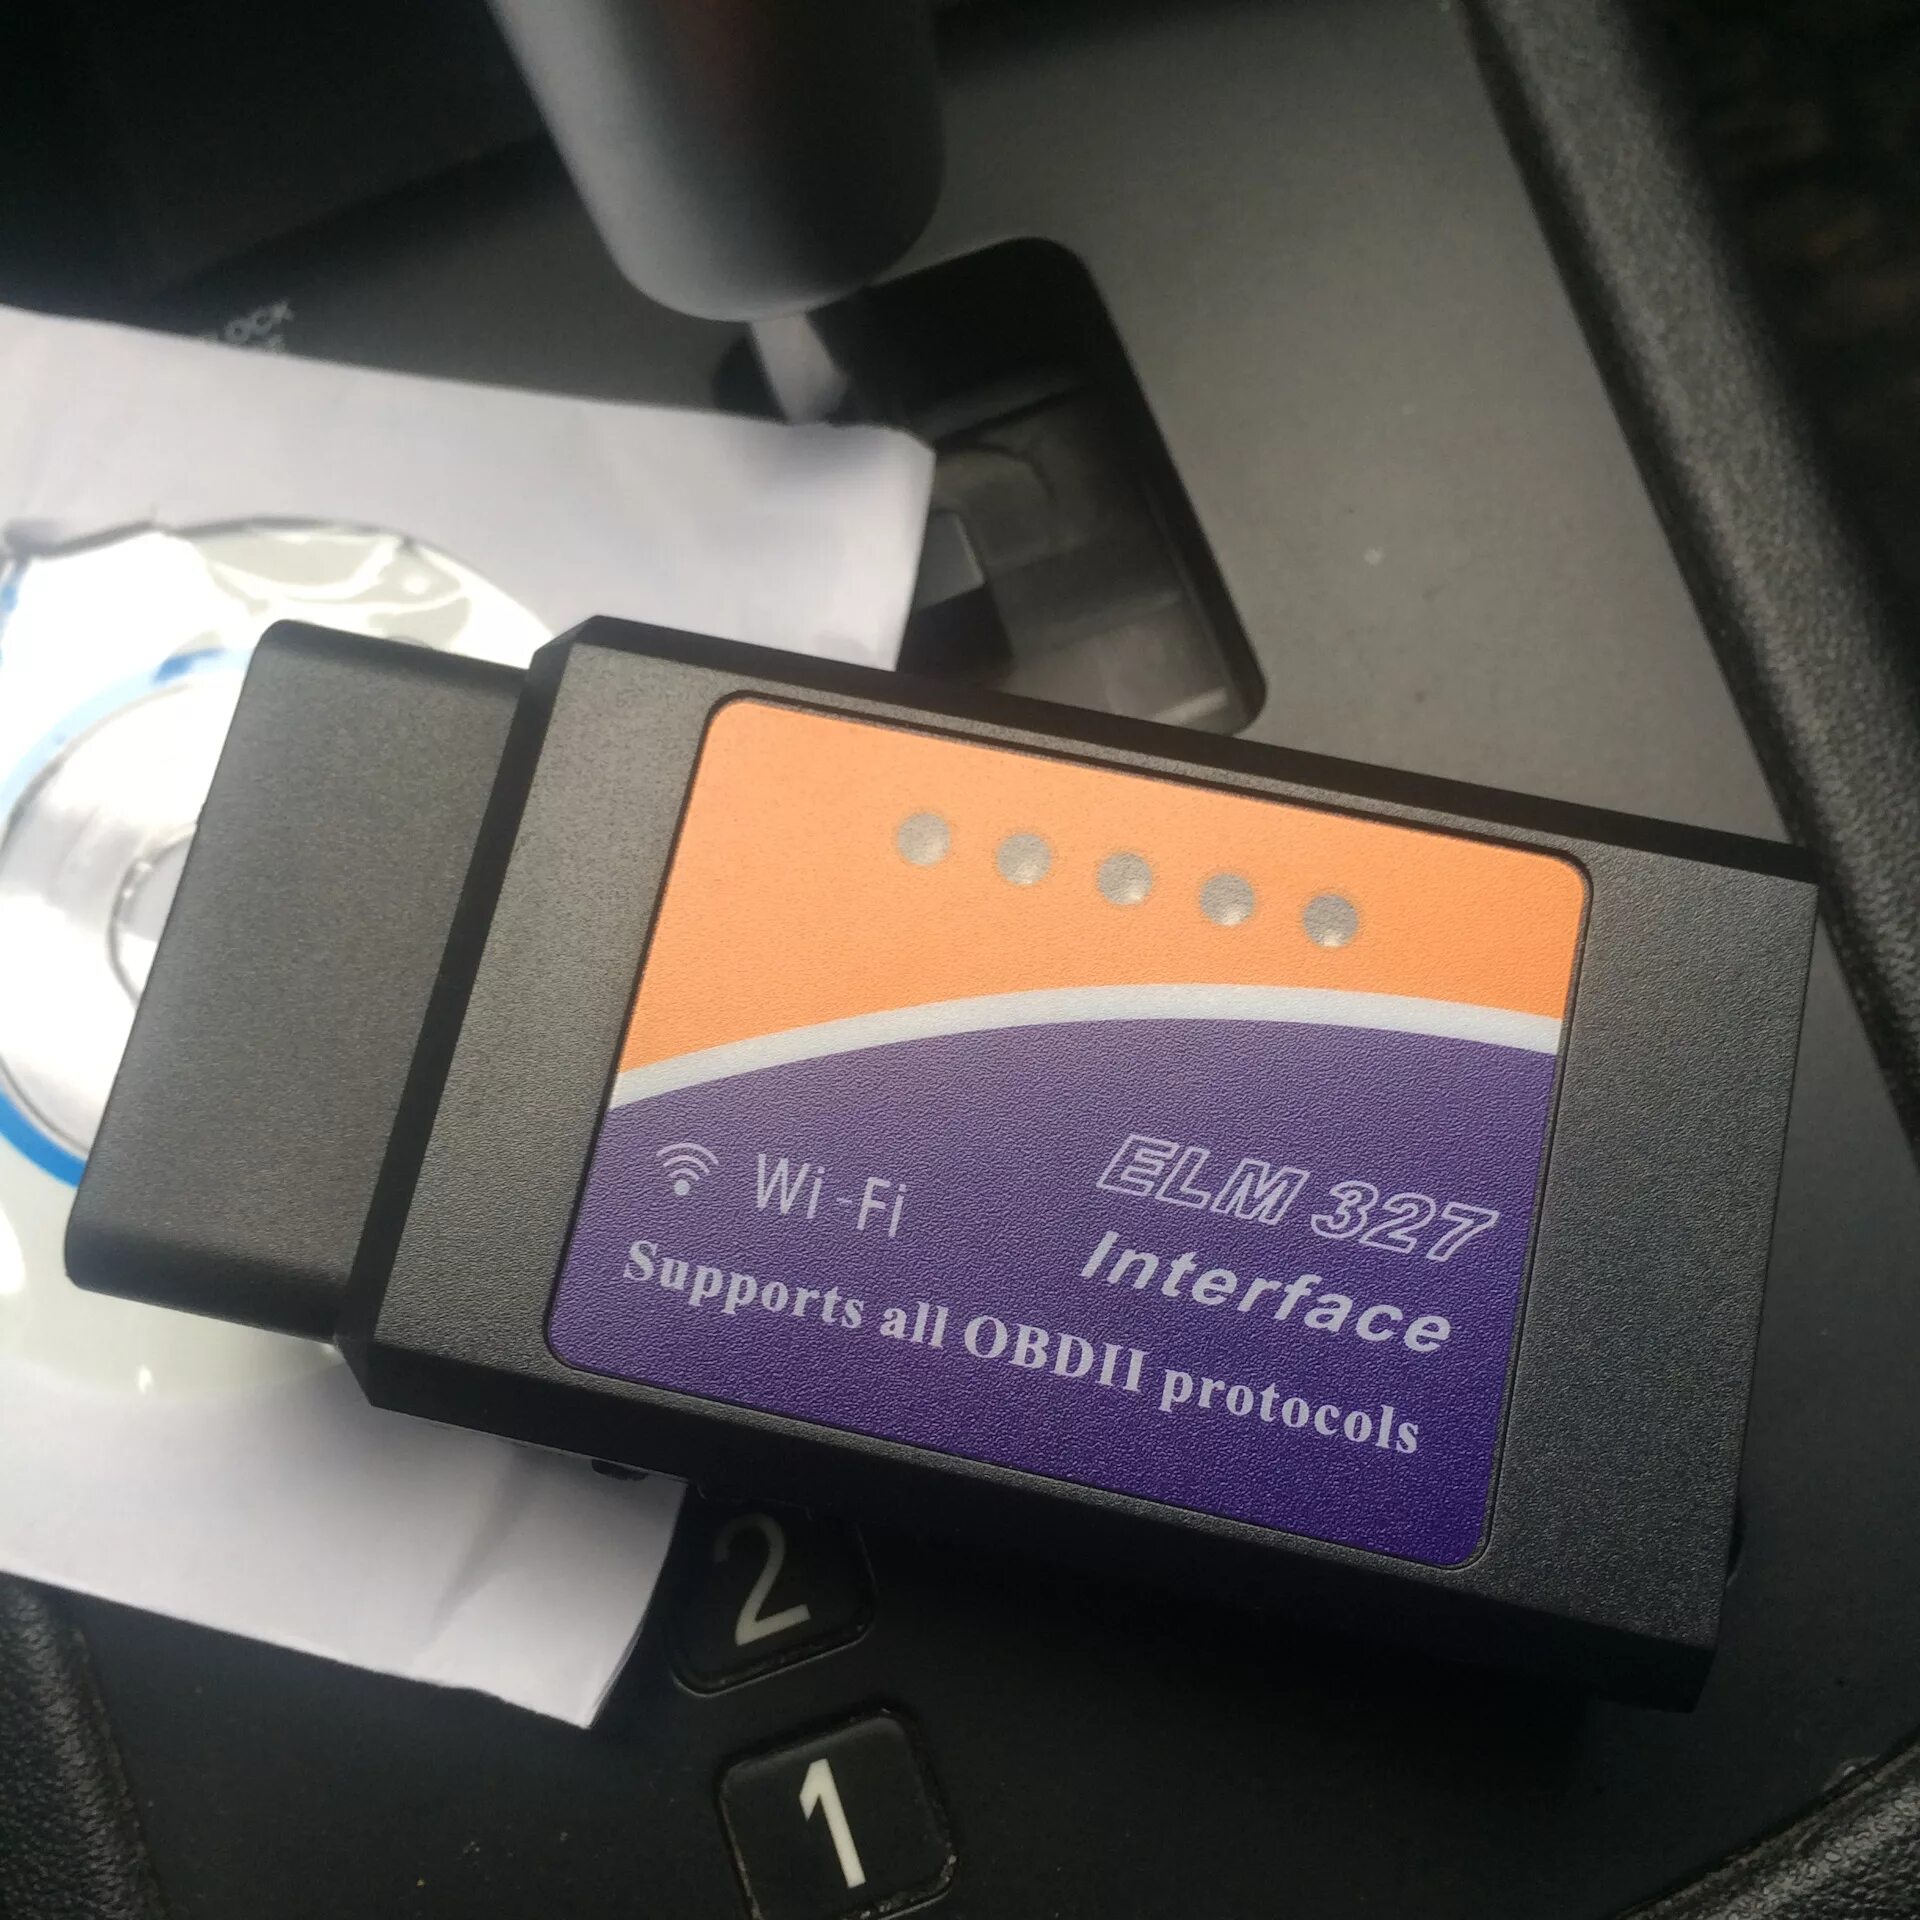 Wi-Fi
ELM 327
Interface
Supports all OBDII protocols
2
1